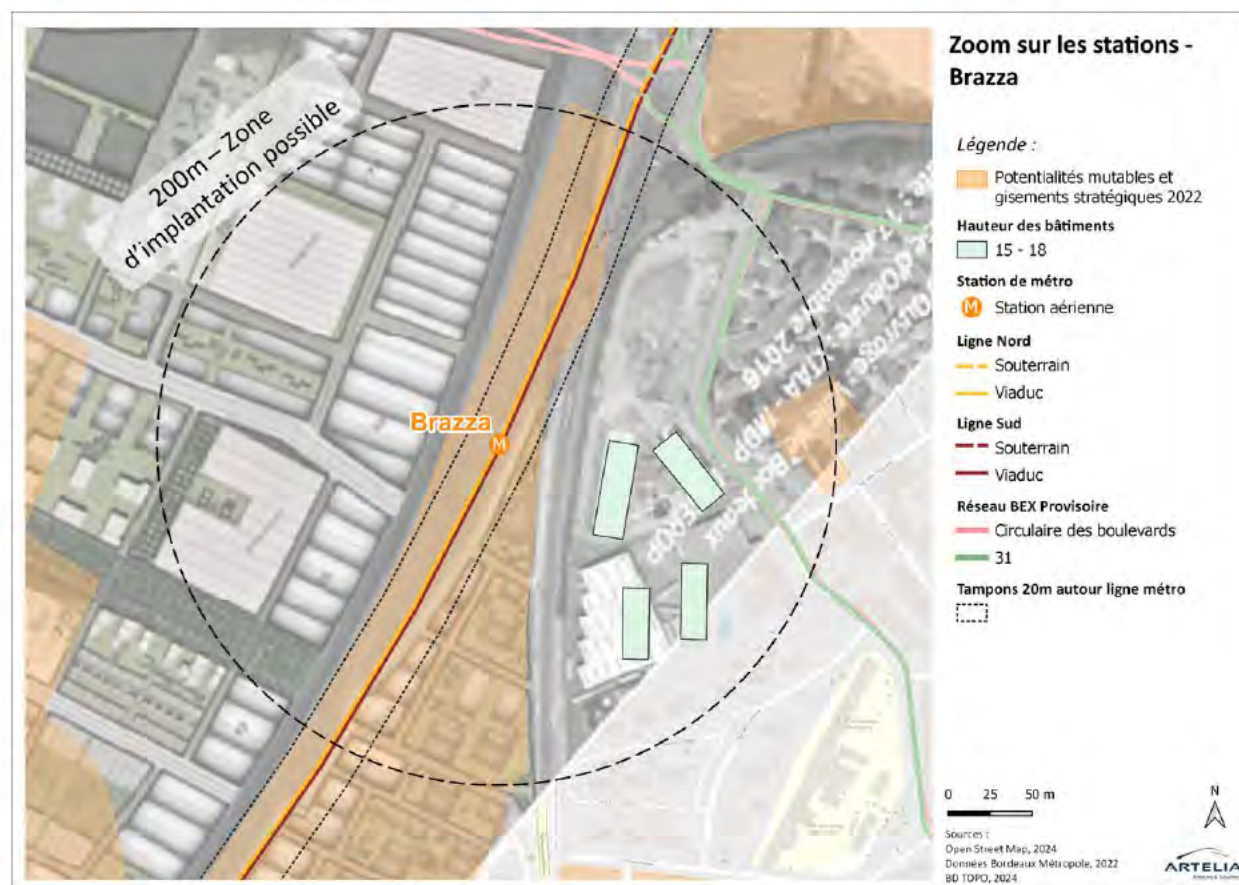 200m – Zone
d'implantation possible
Brazza
M
Zoom sur les stations -
Brazza
Légende :
Potentialités mutables et
gisements stratégiques 2022
Hauteur des bâtiments
15 - 18
Station de métro
M
Station aérienne
Ligne Nord
Souterrain
Viaduc
Ligne Sud
Souterrain
Viaduc
Réseau BEX Provisoire
Circulaire des boulevards
31
Tampons 20m autour ligne métro
0 25 50 m
N
Sources :
Open Street Map, 2024
Données Bordeaux Métropole, 2022
BD TOPO, 2024
ARTELIA